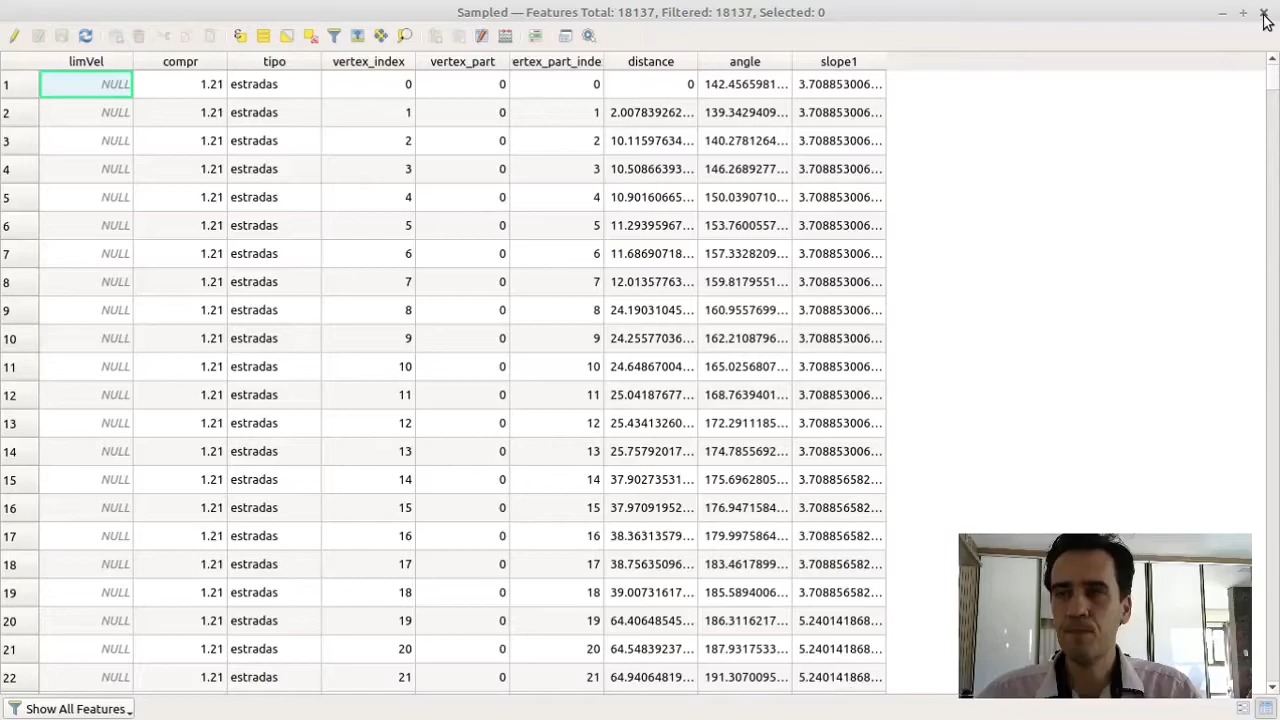 Sampled — Features Total: 18137, Filtered: 18137, Selected: 0
limVel compr tipo vertex_index vertex_part ertex_part_inde distance angle slope1
1 NULL 1.21 estradas 0 0 0 0 142.4565981... 3.708853006...
2 NULL 1.21 estradas 1 0 1 2.007839262... 139.3429409... 3.708853006...
3 NULL 1.21 estradas 2 0 2 10.11597634... 140.2781264... 3.708853006...
4 NULL 1.21 estradas 3 0 3 10.50866393... 146.2689277... 3.708853006...
5 NULL 1.21 estradas 4 0 4 10.90160665... 150.0390710... 3.708853006...
6 NULL 1.21 estradas 5 0 5 11.29395967... 153.7600557... 3.708853006...
7 NULL 1.21 estradas 6 0 6 11.68690718... 157.3328209... 3.708853006...
8 NULL 1.21 estradas 7 0 7 12.01357763... 159.8179551... 3.708853006...
9 NULL 1.21 estradas 8 0 8 24.19031045... 160.9557699... 3.708853006...
10 NULL 1.21 estradas 9 0 9 24.25577036... 162.2108796... 3.708853006...
11 NULL 1.21 estradas 10 0 10 24.64867004... 165.0256807... 3.708853006...
12 NULL 1.21 estradas 11 0 11 25.04187677... 168.7639401... 3.708853006...
13 NULL 1.21 estradas 12 0 12 25.43413260... 172.2911185... 3.708853006...
14 NULL 1.21 estradas 13 0 13 25.75792017... 174.7855692... 3.708853006...
15 NULL 1.21 estradas 14 0 14 37.90273531... 175.6962805... 3.708856582...
16 NULL 1.21 estradas 15 0 15 37.97091952... 176.9471584... 3.708856582...
17 NULL 1.21 estradas 16 0 16 38.36313579... 179.9975864... 3.708856582...
18 NULL 1.21 estradas 17 0 17 38.75635096... 183.4617899... 3.708856582...
19 NULL 1.21 estradas 18 0 18 39.00731617... 185.5894006... 3.708856582...
20 NULL 1.21 estradas 19 0 19 64.40648545... 186.3116217... 5.240141868...
21 NULL 1.21 estradas 20 0 20 64.54839237... 187.9317533... 5.240141868...
22 NULL 1.21 estradas 21 0 21 64.94064819... 191.3070095... 5.240141868...
Show All Features